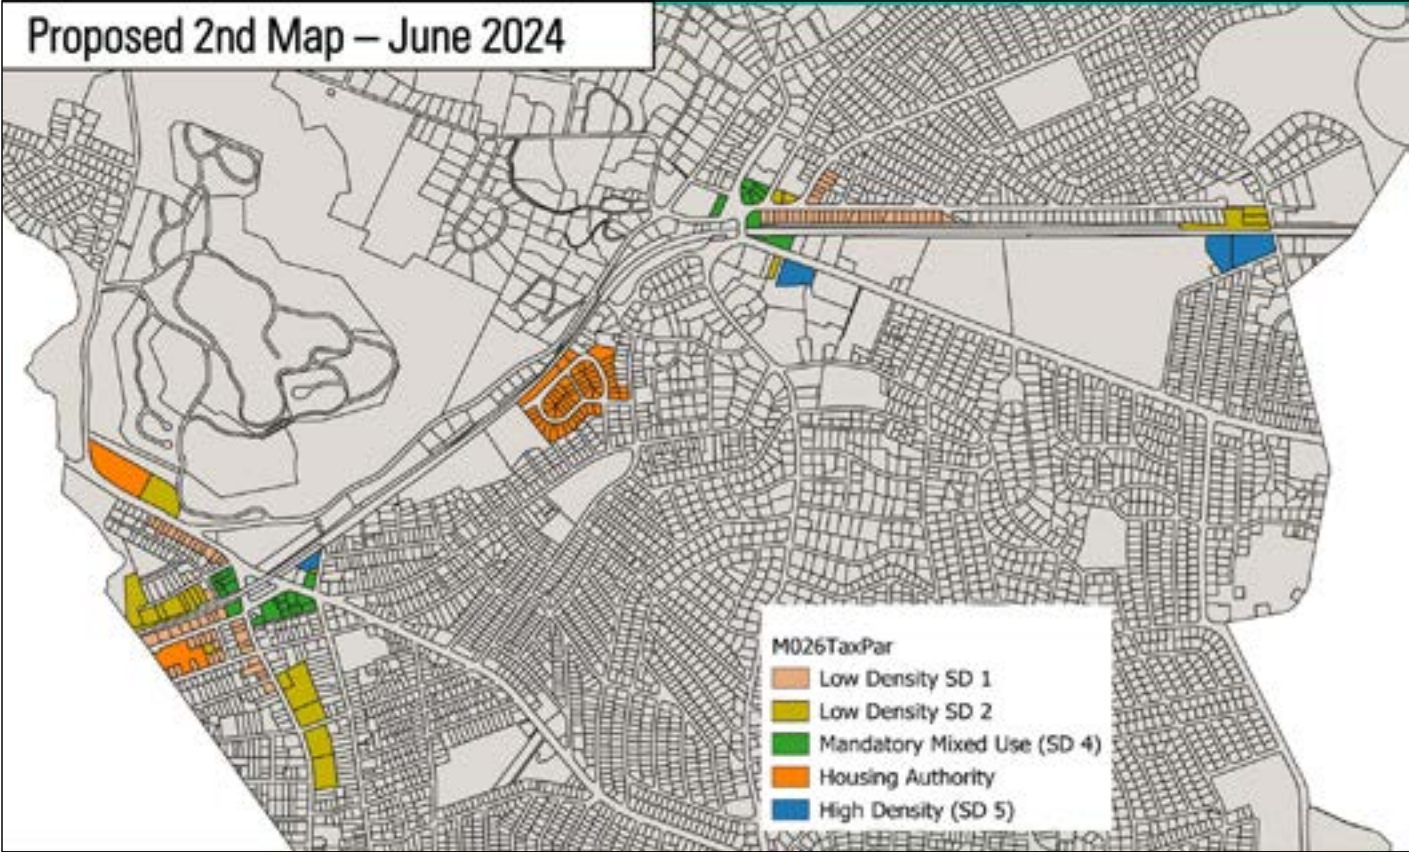 Proposed 2nd Map – June 2024
M026TaxPar
Low Density SD 1
Low Density SD 2
Mandatory Mixed Use (SD 4)
Housing Authority
High Density (SD 5)